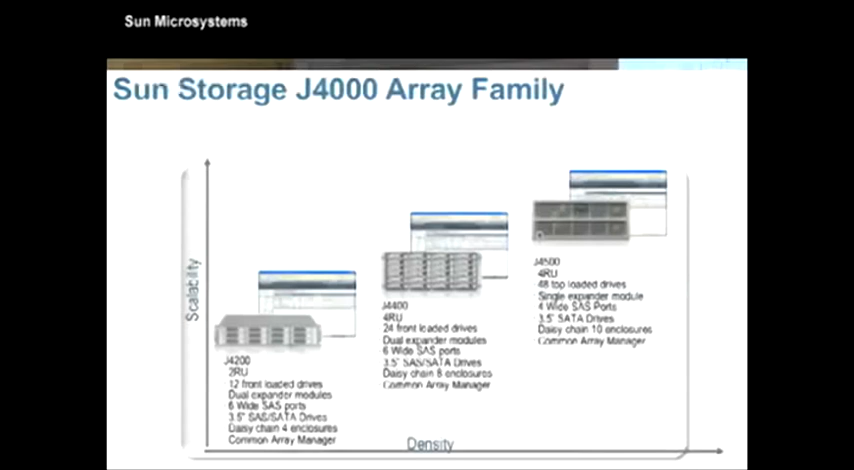 Sun Microsystems
Sun Storage J4000 Array Family
Scalability
J4200
2RU
12 front loaded drives
Dual expander modules
6 Wide SAS ports
3.5" SAS/SATA Drives
Daisy chain 4 enclosures
Common Array Manager
J4400
4RU
24 front loaded drives
Dual expander modules
6 Wide SAS ports
3.5" SAS/SATA Drives
Daisy chain 8 enclosures
Common Array Manager
J4500
4RU
48 top loaded drives
Single expander module
4 Wide SAS Ports
3.5" SATA Drives
Daisy chain 10 enclosures
Common Array Manager
Density